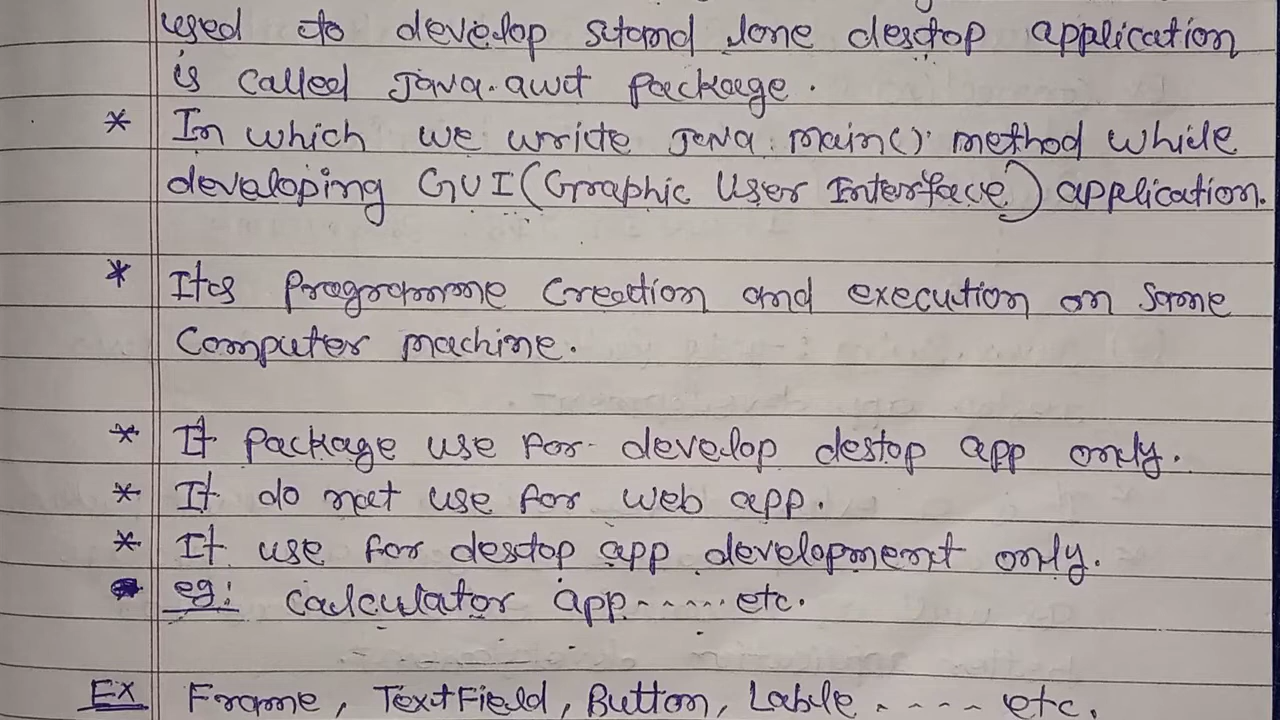 used to develop stand lone destop application
is called Java.awt package.
* In which we write Java main() method while
developing GUI (Graphic User Interface) application.
* Its programme creation and execution on same
computer machine.
* It package use for develop destop app only.
* It do not use for web app.
* It use for destop app development only.
eg: calculator app..... etc.
Ex Frame, TextField, Button, Lable ..... etc.